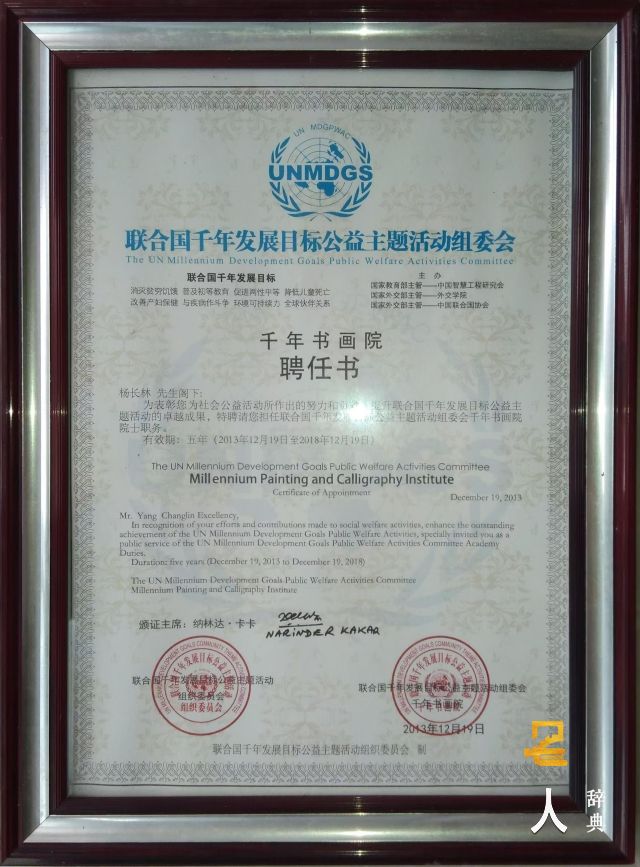 UN MDGPWAC
UNMDGS
联合国千年发展目标公益主题活动组委会
The UN Millennium Development Goals Public Welfare Activities Committee
联合国千年发展目标
消灭贫穷饥饿 普及初等教育 促进两性平等 降低儿童死亡
改善产妇保健 与疾病作斗争 环境可持续力 全球伙伴关系
主 办
国家教育部主管——中国智慧工程研究会
国家外交部主管——外交学院
国家外交部主管——中国联合国协会
千年书画院
聘任书
杨长林 先生阁下:
为表彰您为社会公益活动所作出的努力和 升联合国千年发展目标公益主
题活动的卓越成果,特聘请您担任联合国千年 公益主题活动组委会千年书画院
院士职务。
有效期:五年(2013年12月19日至2018年12月19日)
The UN Millennium Development Goals Public Welfare Activities Committee
Millennium Painting and Calligraphy Institute
Certificate of Appointment
December 19, 2013
Mr. Yang Changlin Excellency,
In recognition of your efforts and contributions made to social welfare activities, enhance the outstanding
achievement of the UN Millennium Development Goals Public Welfare Activities, specially invited you as a
public service of the UN Millennium Development Goals Public Welfare Activities Committee Academy
Duties.
Duration: five years (December 19, 2013 to December 19, 2018)
The UN Millennium Development Goals Public Welfare Activities Committee
Millennium Painting and Calligraphy Institute
颁证主席:纳林达·卡卡
NARINDER KAKAR
联合国千年发展目标公益主题活动
组织委员会
联合国千年发展目标公益主题活动组委会
千年书画院
2013年12月19日
联合国千年发展目标公益主题活动组织委员会 制
人
辞典